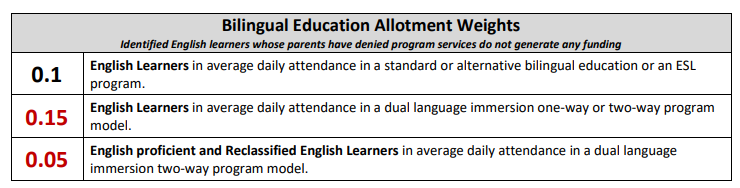 Bilingual Education Allotment Weights
Identified English learners whose parents have denied program services do not generate any funding
0.1
English Learners in average daily attendance in a standard or alternative bilingual education or an ESL
program.
0.15
English Learners in average daily attendance in a dual language immersion one-way or two-way program
model.
0.05
English proficient and Reclassified English Learners in average daily attendance in a dual language
immersion two-way program model.